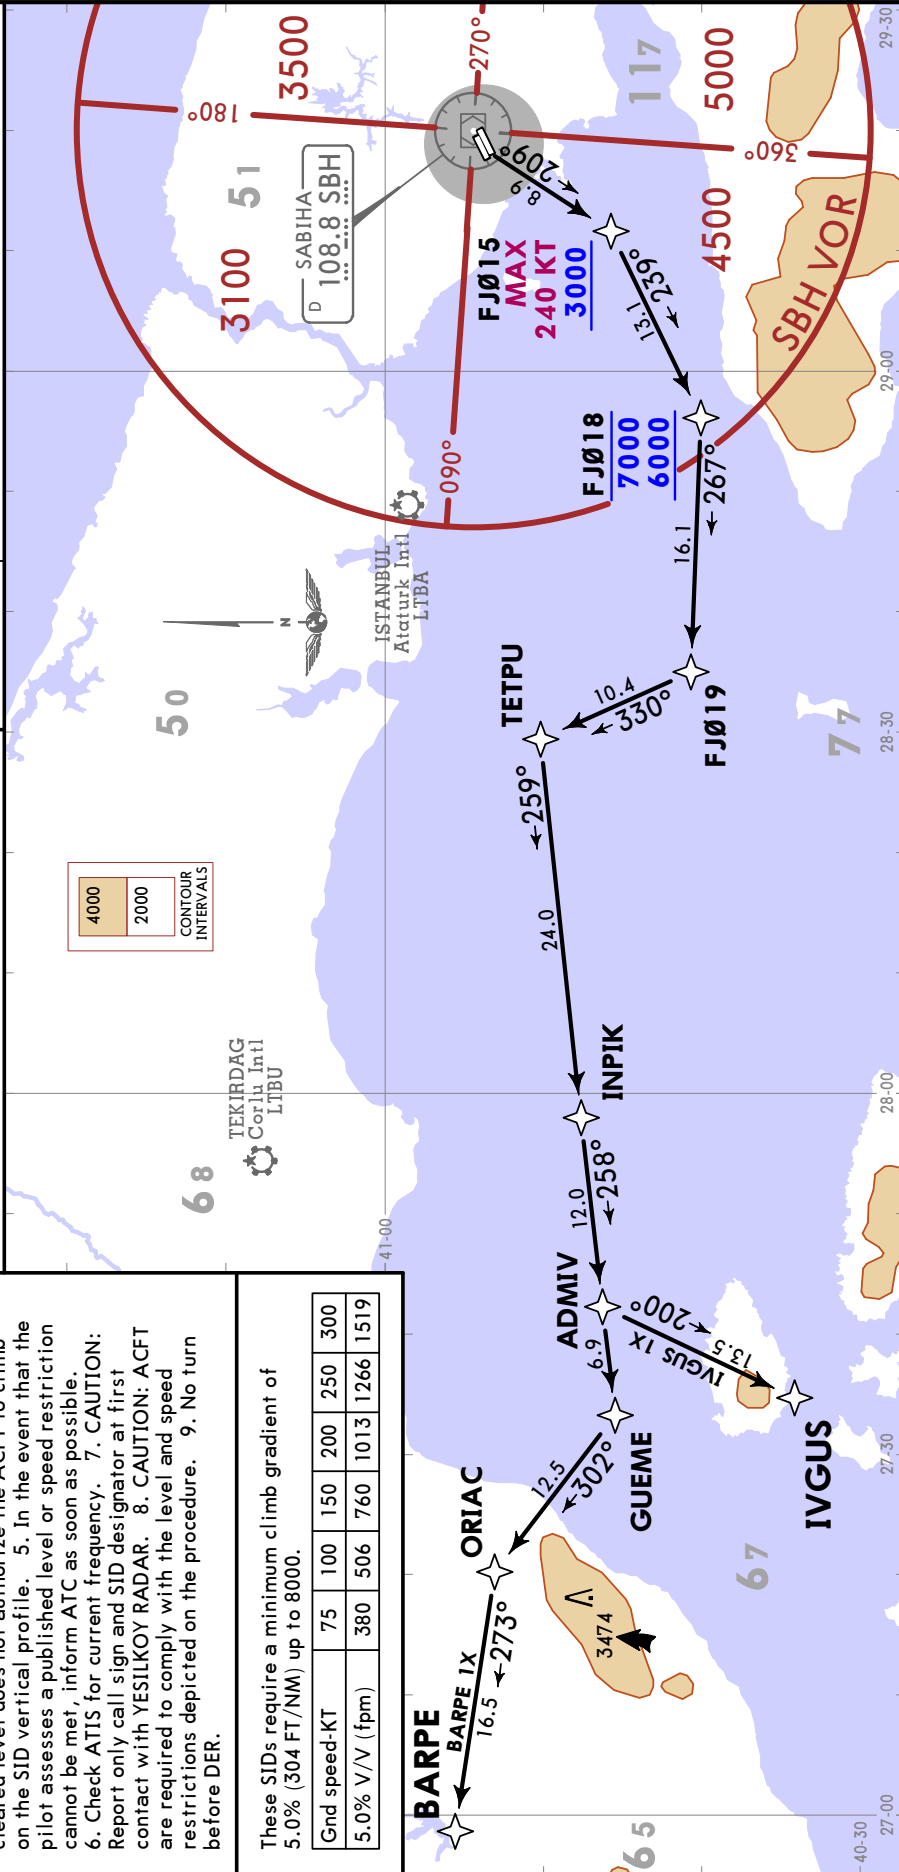 cleared level does not authorize the ACFT to climb
on the SID vertical profile. 5. In the event that the
pilot assesses a published level or speed restriction
cannot be met, inform ATC as soon as possible.
6. Check ATIS for current frequency. 7. CAUTION:
Report only call sign and SID designator at first
contact with YESILKOY RADAR. 8. CAUTION: ACFT
are required to comply with the level and speed
restrictions depicted on the procedure. 9. No turn
before DER.
These SIDs require a minimum climb gradient of
5.0% (304 FT/NM) up to 8000.
Gnd speed-KT 75 100 150 200 250 300
5.0% V/V (fpm) 380 506 760 1013 1266 1519
68
TEKIRDAG
Corlu Intl
LTBU
4000
2000
CONTOUR
INTERVALS
50
N
ISTANBUL
Ataturk Intl
LTBA
3100
51
3500
D SABIHA
108.8 SBH
180°
270°
090°
360°
4500
5000
117
SBH VOR
41-00
BARPE
BARPE 1X
16.5
273°
ORIAC
12.5
302°
GUEME
6.9
ADMIV
IVGUS 1X
13.5
200°
IVGUS
12.0
258°
INPIK
24.0
259°
TETPU
10.4
330°
FJØ19
16.1
267°
FJØ18
7000
6000
13.1
239°
FJØ15
MAX
240 KT
3000
8.9
209°
3474
65
67
77
40-30
27-00
27-30
28-00
28-30
29-00
29-30